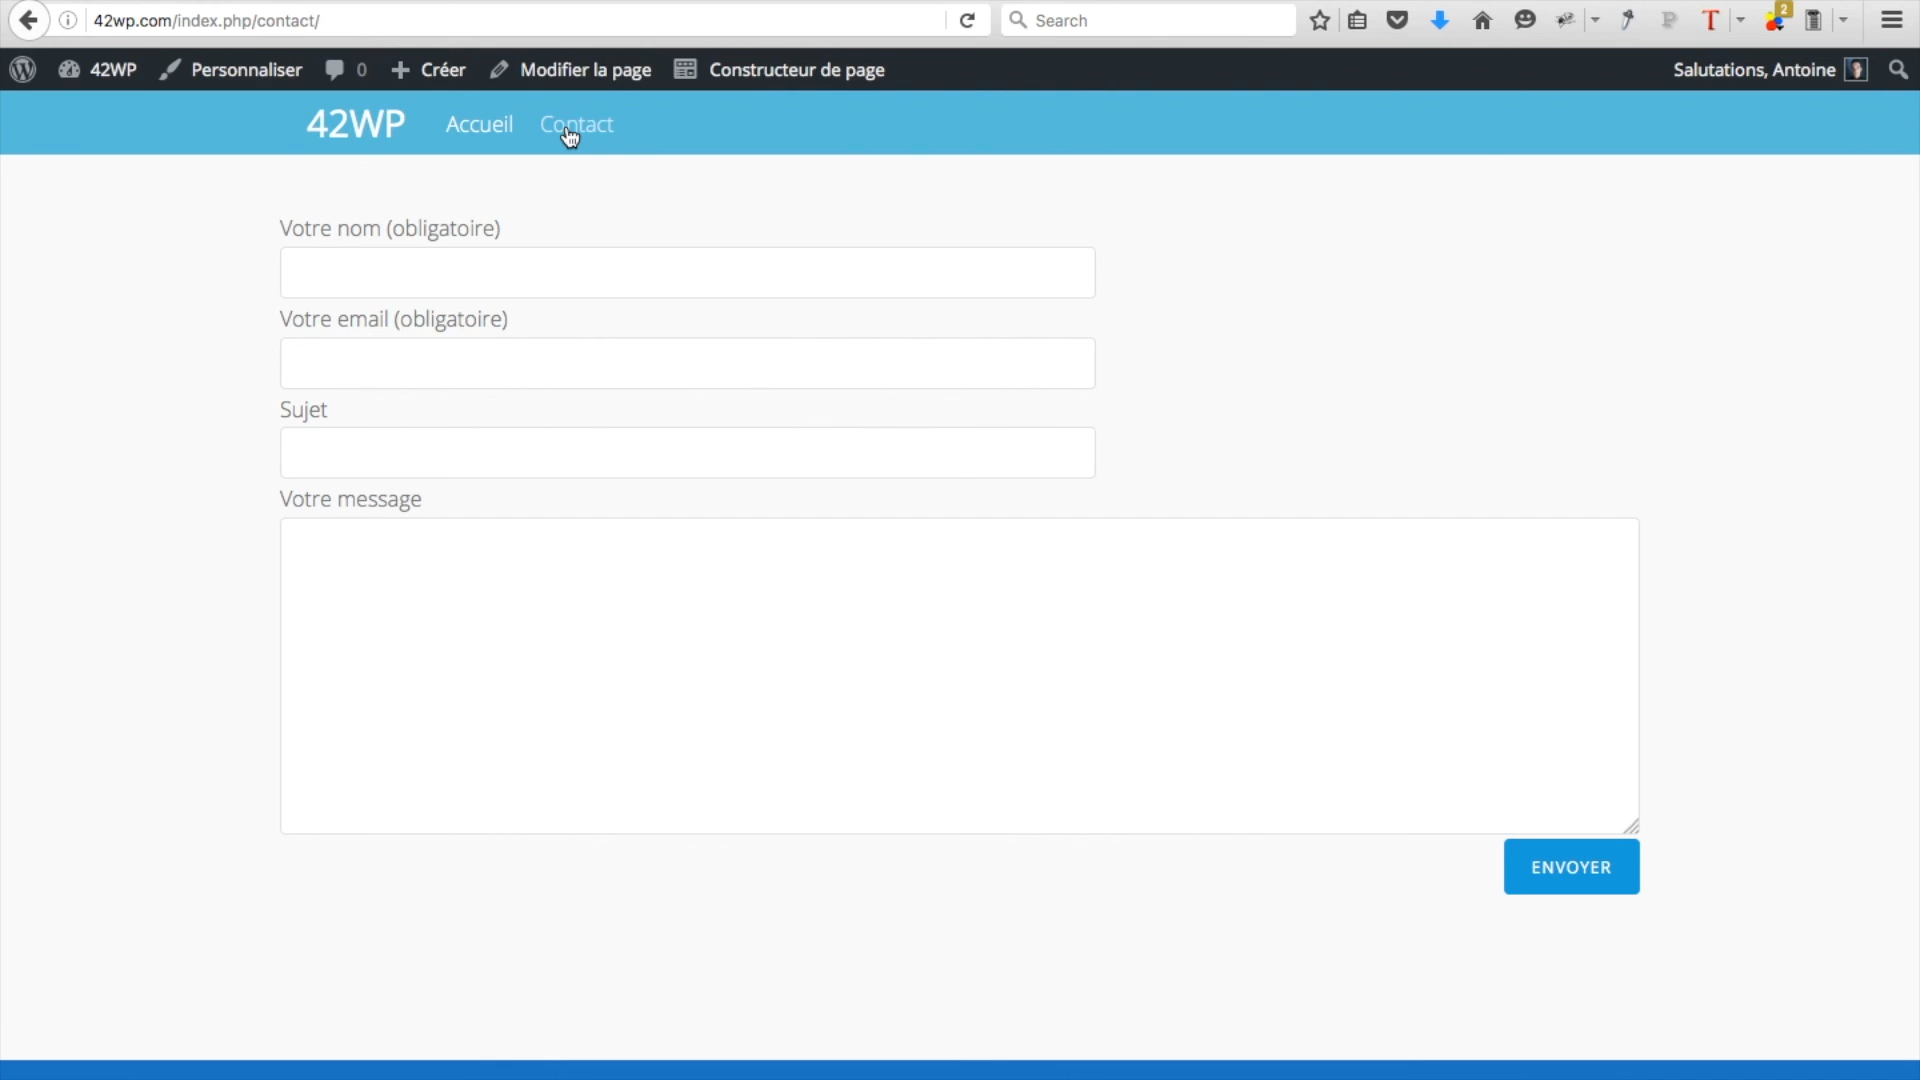 42wp.com/index.php/contact/
Search
2
42WP
Personnaliser
0
Créer
Modifier la page
Constructeur de page
Salutations, Antoine
42WP
Accueil
Contact
Votre nom (obligatoire)
Votre email (obligatoire)
Sujet
Votre message
ENVOYER